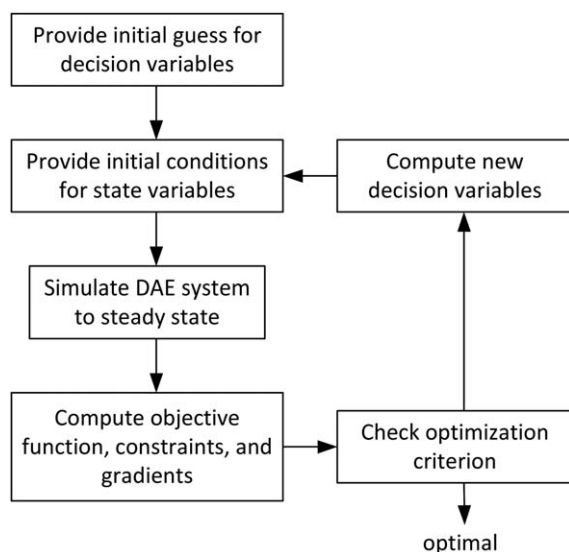 Provide initial guess for
decision variables
Provide initial conditions
for state variables
Compute new
decision variables
Simulate DAE system
to steady state
Compute objective
function, constraints, and
gradients
Check optimization
criterion
optimal